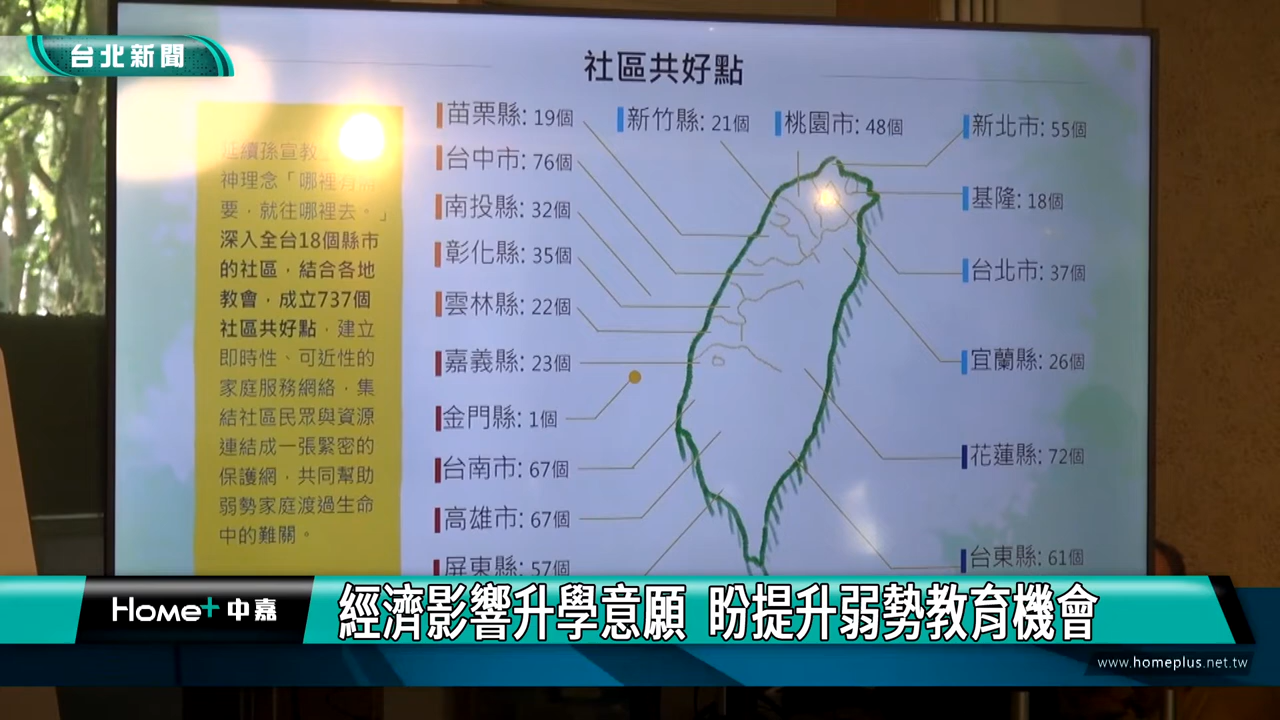 台北新聞
社區共好點
延續孫宣教
神理念「哪裡有需
要，就往哪裡去。」
深入全台18個縣市
的社區，結合各地
教會，成立737個
社區共好點，建立
即時性、可近性的
家庭服務網絡，集
結社區民眾與資源
連結成一張緊密的
保護網，共同幫助
弱勢家庭渡過生命
中的難關。
苗栗縣: 19個
台中市: 76個
南投縣: 32個
彰化縣: 35個
雲林縣: 22個
嘉義縣: 23個
金門縣: 1個
台南市: 67個
高雄市: 67個
屏東縣: 57個
新竹縣: 21個
桃園市: 48個
新北市: 55個
基隆: 18個
台北市: 37個
宜蘭縣: 26個
花蓮縣: 72個
台東縣: 61個
Home+ 中嘉
經濟影響升學意願 盼提升弱勢教育機會
www.homeplus.net.tw